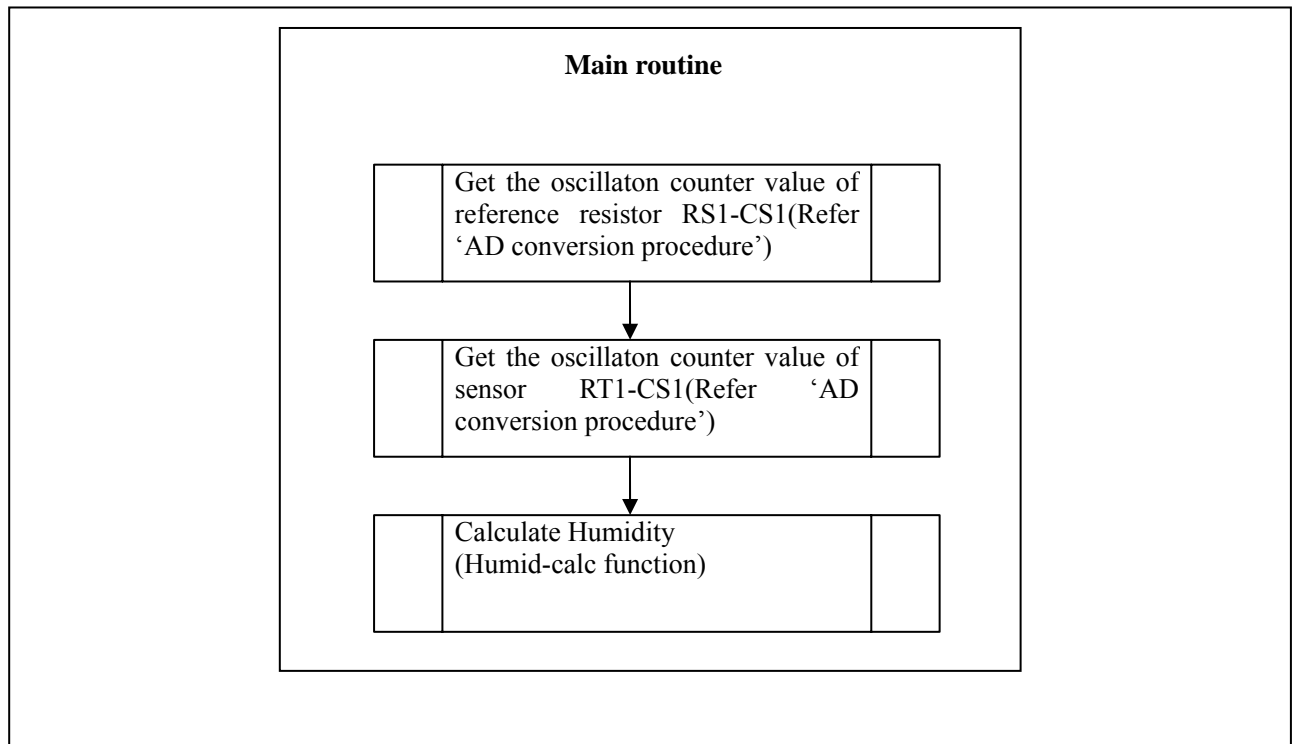 Main routine
Get the oscillaton counter value of
reference resistor RS1-CS1(Refer
‘AD conversion procedure’)
Get the oscillaton counter value of
sensor RT1-CS1(Refer ‘AD
conversion procedure’)
Calculate Humidity
(Humid-calc function)